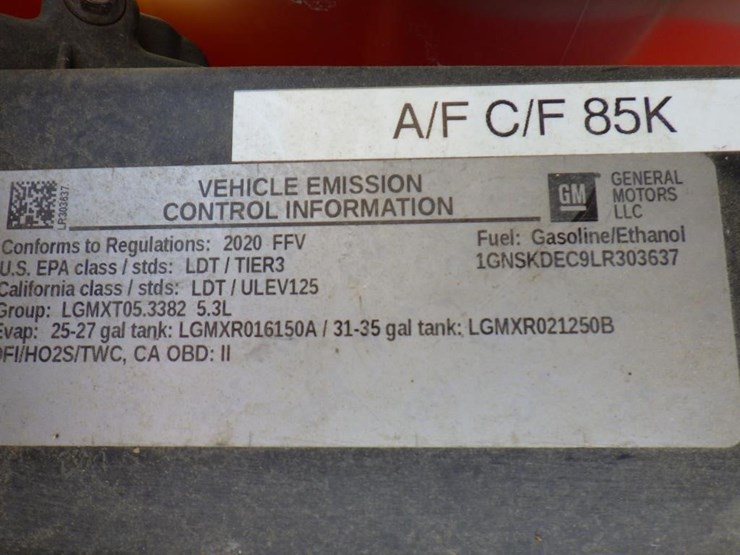 A/F C/F 85K
LR303637
VEHICLE EMISSION
CONTROL INFORMATION
GM
GENERAL
MOTORS
LLC
Conforms to Regulations: 2020 FFV
Fuel: Gasoline/Ethanol
U.S. EPA class / stds: LDT / TIER3
1GNSKDEC9LR303637
California class / stds: LDT / ULEV125
Group: LGMXT05.3382 5.3L
Evap: 25-27 gal tank: LGMXR016150A / 31-35 gal tank: LGMXR021250B
DFI/HO2S/TWC, CA OBD: II